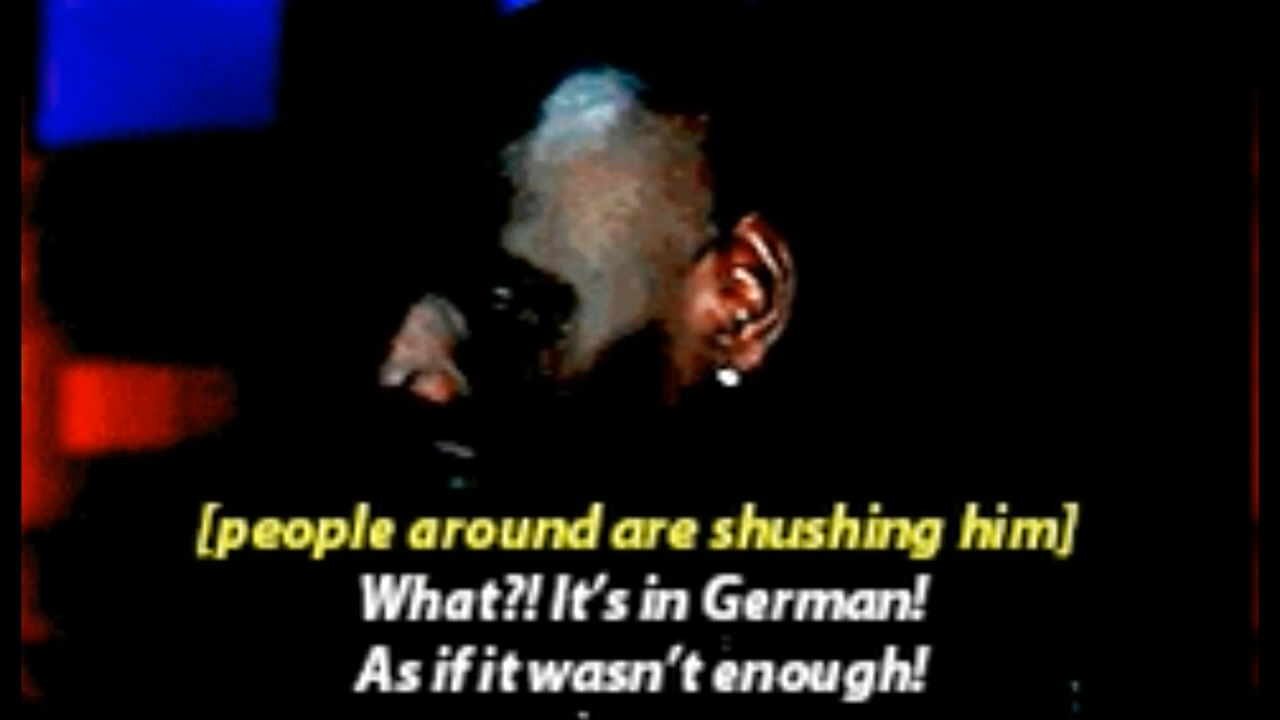 [people around are shushing him]
What?! It's in German!
As if it wasn't enough!